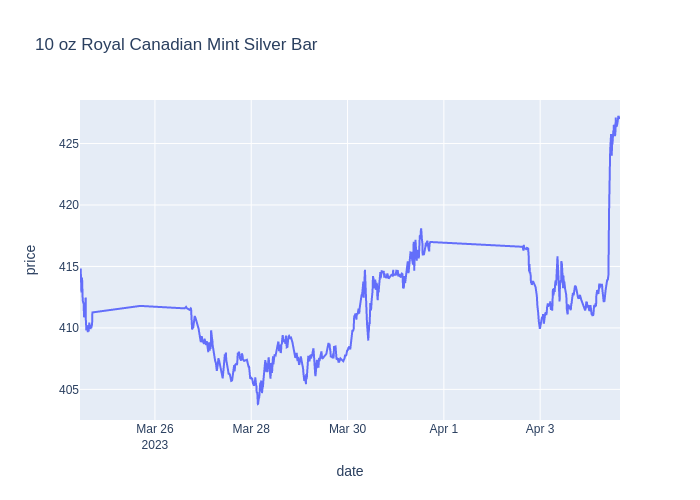 10 oz Royal Canadian Mint Silver Bar
425
420
415
410
405
price
Mar 26
2023
Mar 28
Mar 30
Apr 1
Apr 3
date